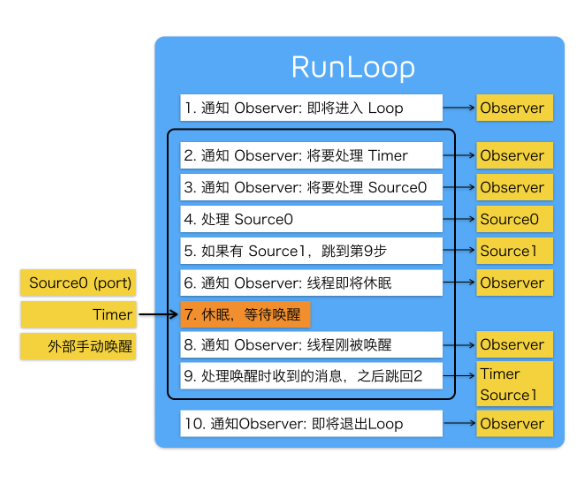 RunLoop
1. 通知 Observer: 即将进入 Loop
Observer
2. 通知 Observer: 将要处理 Timer
Observer
3. 通知 Observer: 将要处理 Source0
Observer
4. 处理 Source0
Source0
5. 如果有 Source1，跳到第9步
Source1
6. 通知 Observer: 线程即将休眠
Observer
Source0 (port)
Timer
外部手动唤醒
7. 休眠，等待唤醒
8. 通知 Observer: 线程刚被唤醒
Observer
9. 处理唤醒时收到的消息，之后跳回2
Timer
Source1
10. 通知Observer: 即将退出Loop
Observer